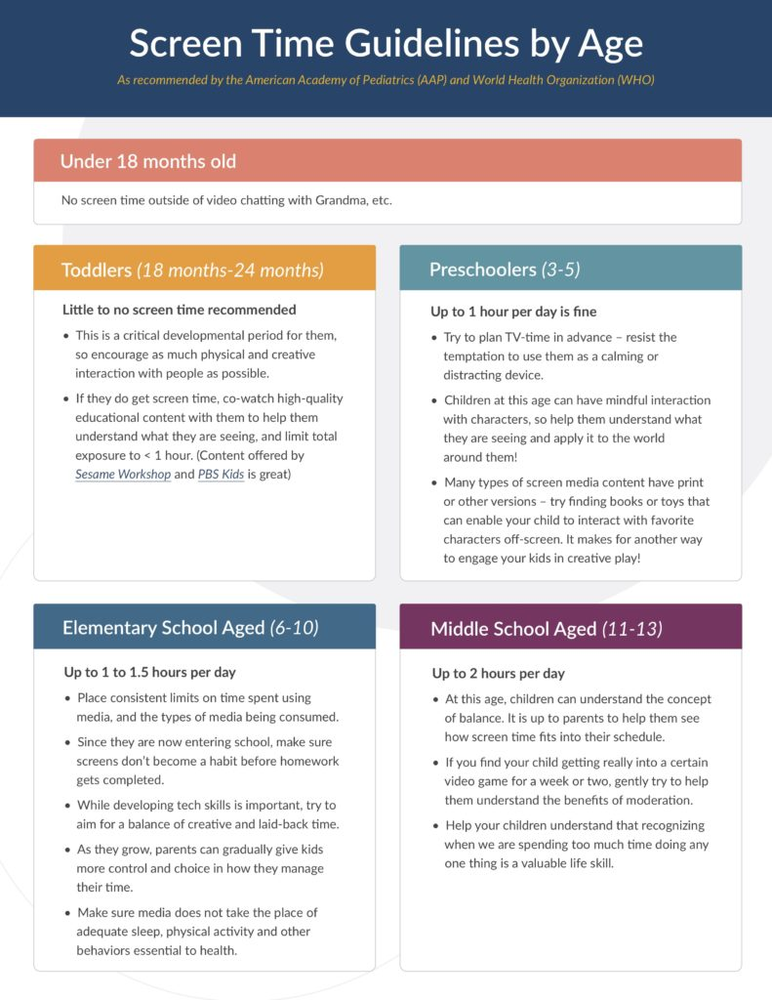 Screen Time Guidelines by Age
As recommended by the American Academy of Pediatrics (AAP) and World Health Organization (WHO)
Under 18 months old
No screen time outside of video chatting with Grandma, etc.
Toddlers (18 months-24 months)
Little to no screen time recommended
• This is a critical developmental period for them,
so encourage as much physical and creative
interaction with people as possible.
• If they do get screen time, co-watch high-quality
educational content with them to help them
understand what they are seeing, and limit total
exposure to < 1 hour. (Content offered by
Sesame Workshop and PBS Kids is great)
Preschoolers (3-5)
Up to 1 hour per day is fine
• Try to plan TV-time in advance – resist the
temptation to use them as a calming or
distracting device.
• Children at this age can have mindful interaction
with characters, so help them understand what
they are seeing and apply it to the world
around them!
• Many types of screen media content have print
or other versions – try finding books or toys that
can enable your child to interact with favorite
characters off-screen. It makes for another way
to engage your kids in creative play!
Elementary School Aged (6-10)
Up to 1 to 1.5 hours per day
• Place consistent limits on time spent using
media, and the types of media being consumed.
• Since they are now entering school, make sure
screens don't become a habit before homework
gets completed.
• While developing tech skills is important, try to
aim for a balance of creative and laid-back time.
• As they grow, parents can gradually give kids
more control and choice in how they manage
their time.
• Make sure media does not take the place of
adequate sleep, physical activity and other
behaviors essential to health.
Middle School Aged (11-13)
Up to 2 hours per day
• At this age, children can understand the concept
of balance. It is up to parents to help them see
how screen time fits into their schedule.
• If you find your child getting really into a certain
video game for a week or two, gently try to help
them understand the benefits of moderation.
• Help your children understand that recognizing
when we are spending too much time doing any
one thing is a valuable life skill.